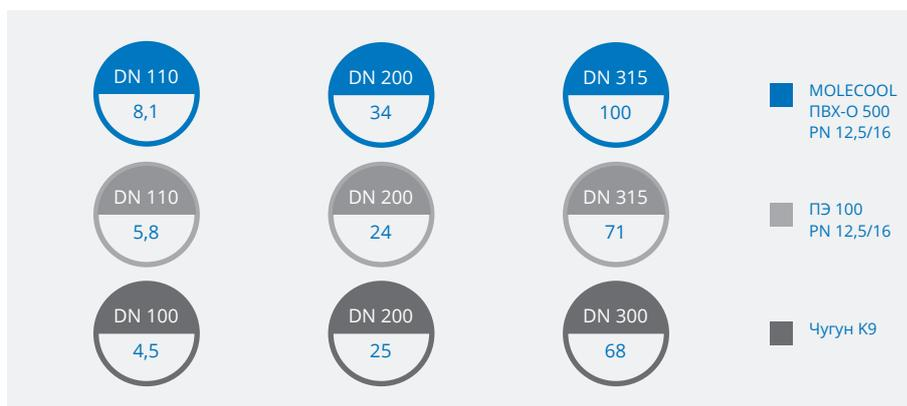 DN 110
8,1
DN 200
34
DN 315
100
MOLECOOL
ПВХ-О 500
PN 12,5/16
DN 110
5,8
DN 200
24
DN 315
71
ПЭ 100
PN 12,5/16
DN 100
4,5
DN 200
25
DN 300
68
Чугун К9